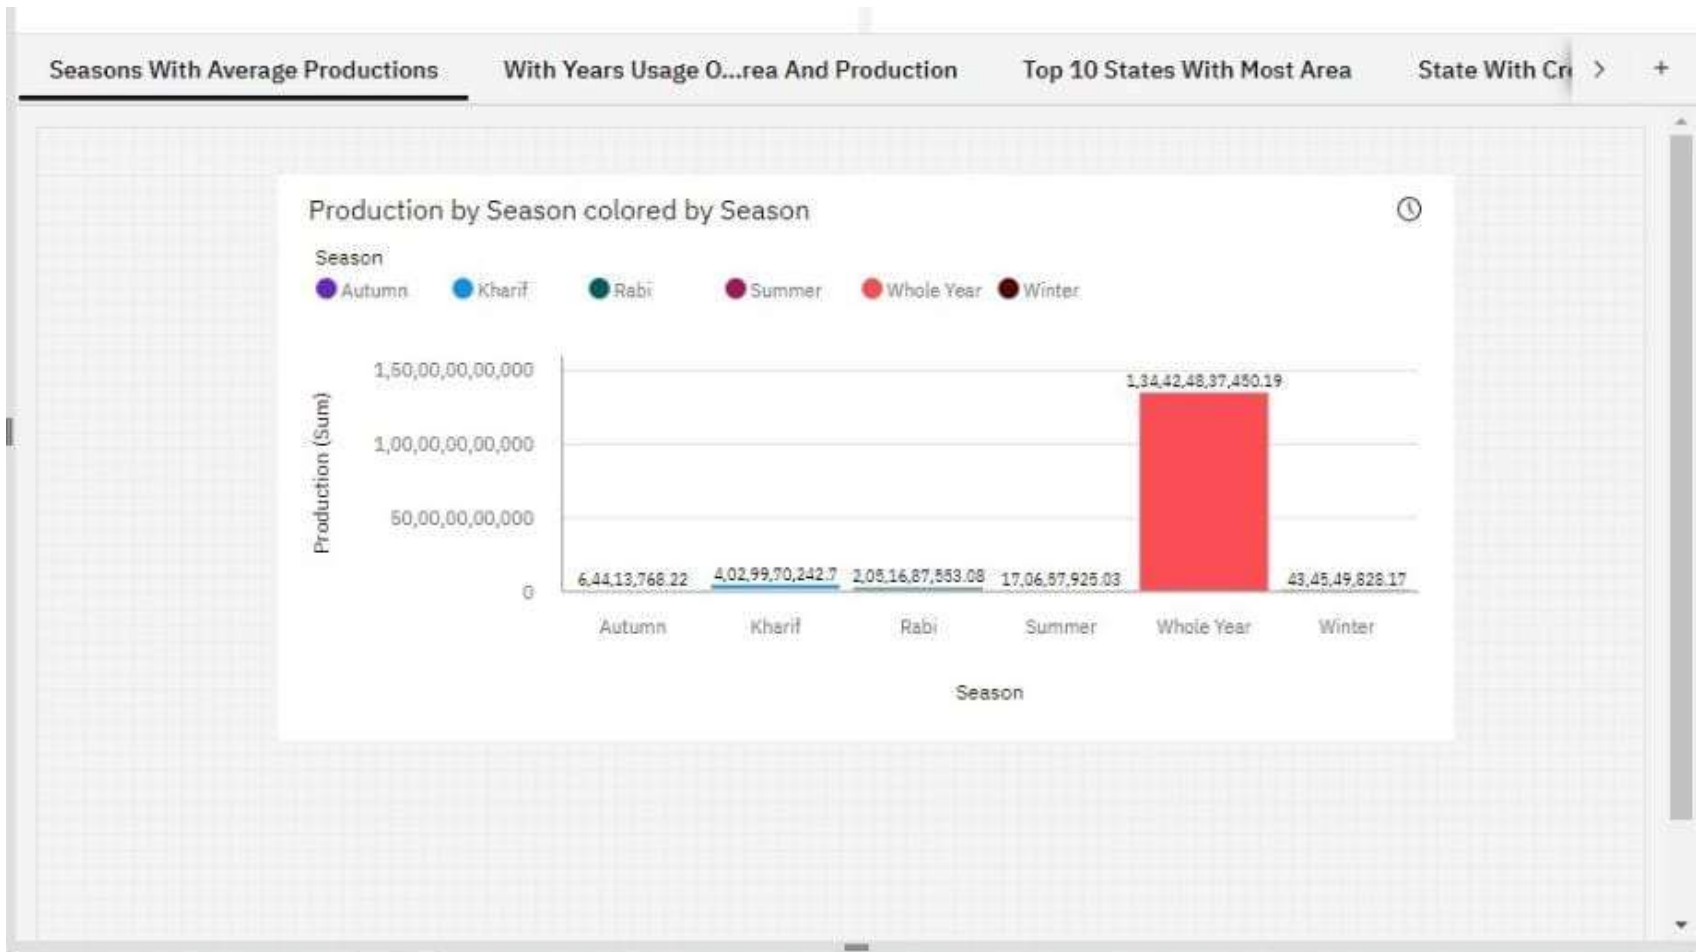 Seasons With Average Productions With Years Usage O...rea And Production Top 10 States With Most Area State With Cr
Production by Season colored by Season
Season
Autumn Kharif Rabi Summer Whole Year Winter
Production (Sum)
1,50,00,00,00,000
1,00,00,00,00,000
50,00,00,00,000
0
6,44,13,768.22 4,02,99,70,242.7 2,05,16,87,553.08 17,06,57,925.03 1,34,42,48,37,450.19 43,45,49,828.17
Autumn Kharif Rabi Summer Whole Year Winter
Season